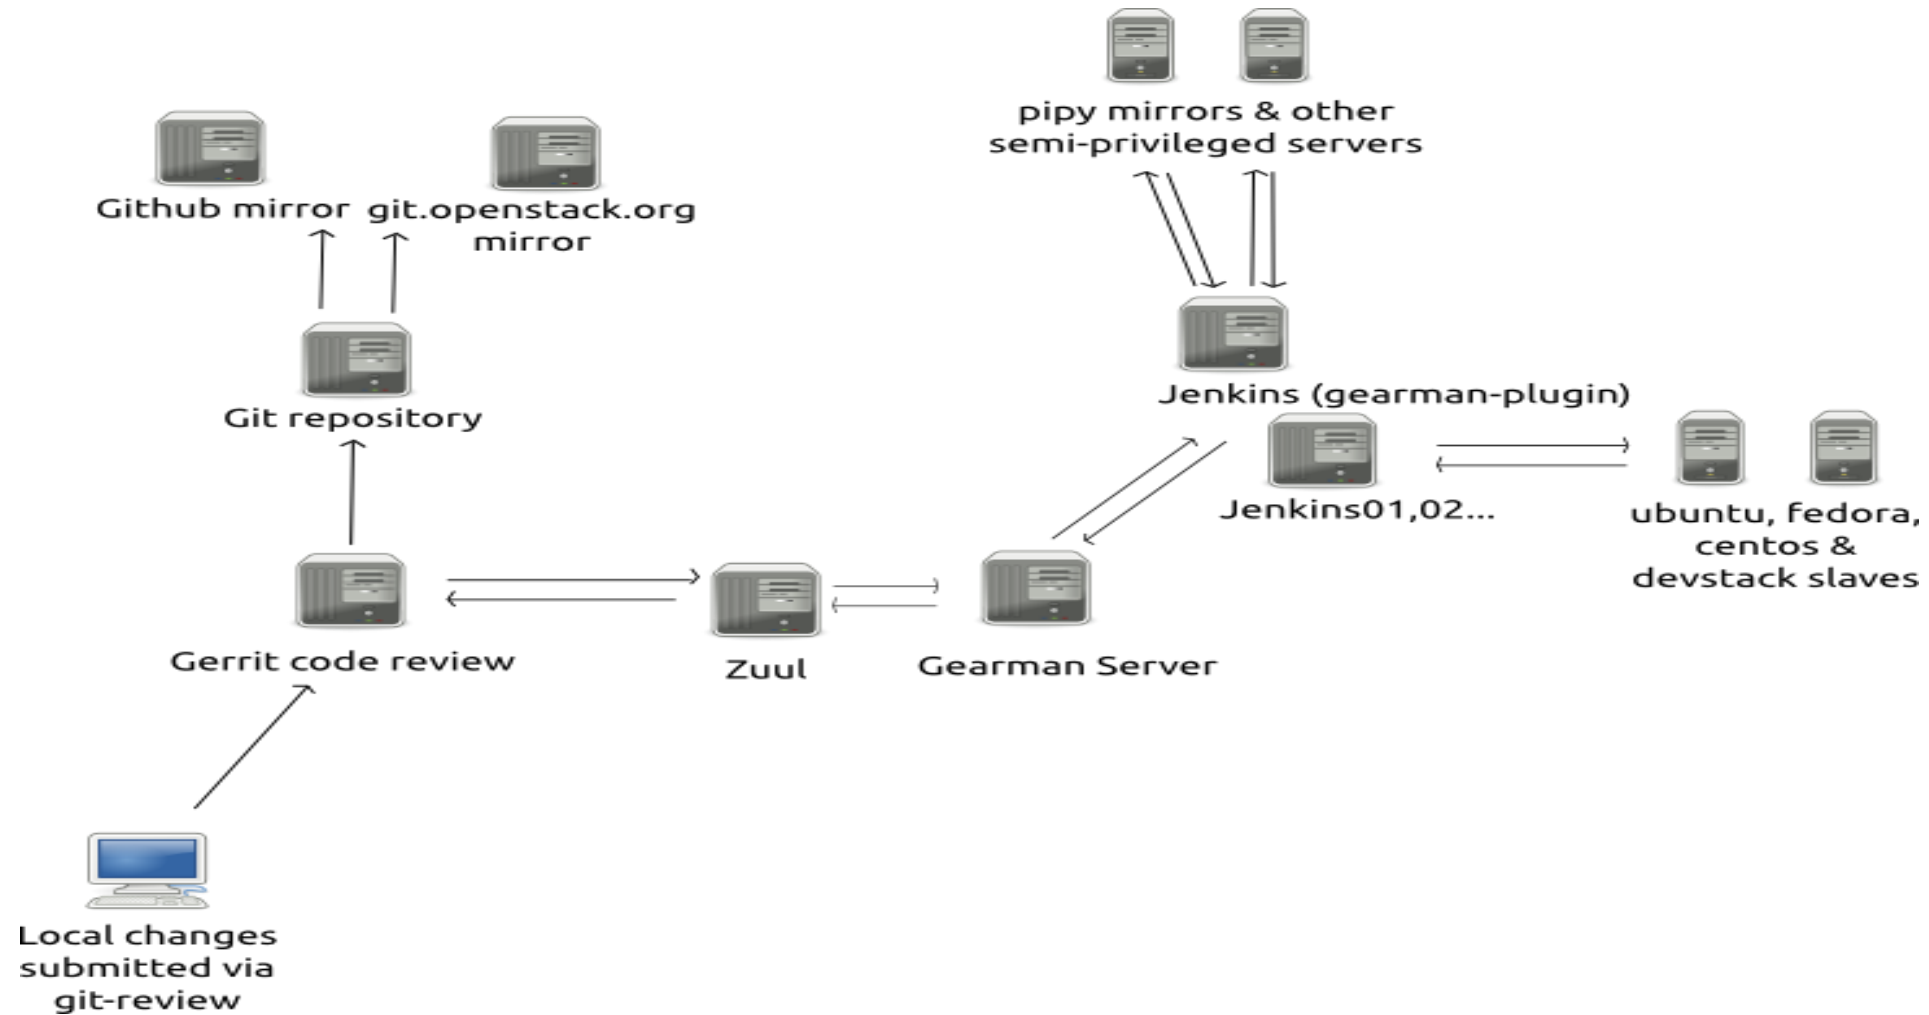 pipy mirrors & other
semi-privileged servers
Github mirror
git.openstack.org
mirror
Jenkins (gearman-plugin)
Git repository
Jenkins01,02...
ubuntu, fedora,
centos &
devstack slaves
Gerrit code review
Zuul
Gearman Server
Local changes
submitted via
git-review